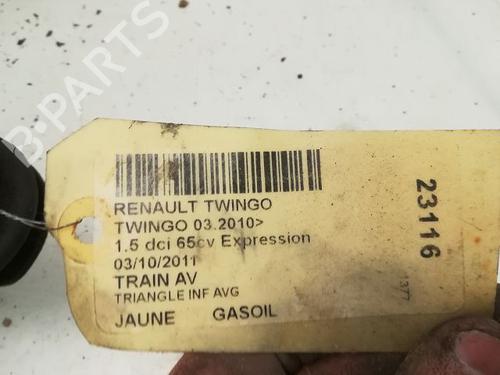 B-PARTS
RENAULT TWINGO
TWINGO 03.2010>
1.5 dci 65cv Expression
03/10/2011
TRAIN AV
TRIANGLE INF AVG
JAUNE GASOIL
23116
1377